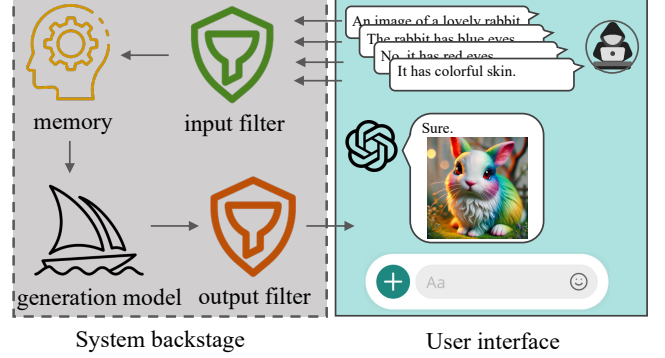 An image of a lovely rabbit
The rabbit has blue eyes
No, it has red eyes
It has colorful skin.
memory
input filter
Sure.
generation model
output filter
Aa
System backstage
User interface